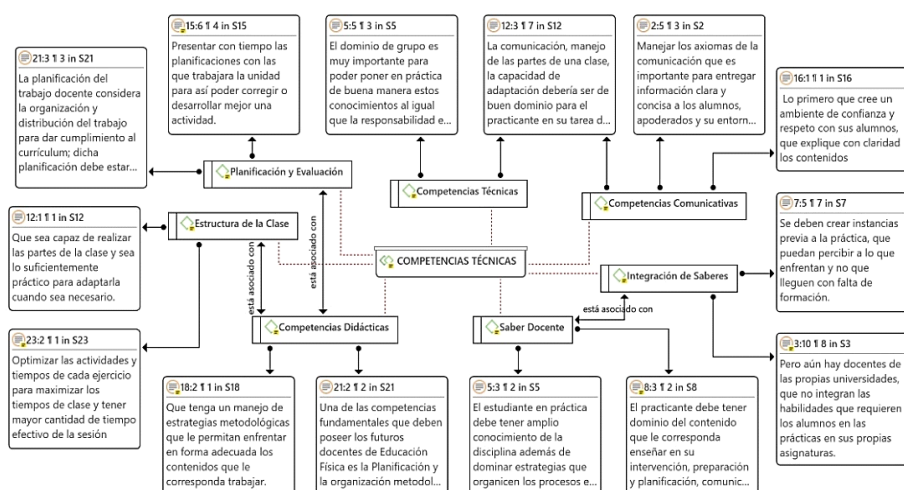 15:6 ¶ 4 in S15
Presentar con tiempo las
planificaciones con las
que trabajara la unidad
para así poder corregir o
desarrollar mejor una
actividad.
5:5 ¶ 3 in S5
El dominio de grupo es
muy importante para
poder poner en práctica
de buena manera estos
conocimientos al igual
que la responsabilidad e...
12:3 ¶ 7 in S12
La comunicación, manejo
de las partes de una clase,
la capacidad de
adaptación debería ser de
buen dominio para el
practicante en su tarea d...
2:5 ¶ 3 in S2
Manejar los axiomas de la
comunicación que es
importante para entregar
información clara y
concisa a los alumnos,
apoderados y su entorn...
21:3 ¶ 3 in S21
La planificación del
trabajo docente considera
la organización y
distribución del trabajo
para dar cumplimiento al
currículum; dicha
planificación debe estar...
16:1 ¶ 1 in S16
Lo primero que cree un
ambiente de confianza y
respeto con sus alumnos,
que explique con claridad
los contenidos
Planificación y Evaluación
Competencias Técnicas
Competencias Comunicativas
12:1 ¶ 1 in S12
Que sea capaz de realizar
las partes de la clase y sea
lo suficientemente
práctico para adaptarla
cuando sea necesario.
Estructura de la Clase
está asociado con
está asociado con
COMPETENCIAS TÉCNICAS
Integración de Saberes
está asociado con
7:5 ¶ 7 in S7
Se deben crear instancias
previa a la práctica, que
puedan percibir a lo que
enfrentan y no que
lleguen con falta de
formación.
Competencias Didácticas
Saber Docente
23:2 ¶ 1 in S23
Optimizar las actividades y
tiempos de cada ejercicio
para maximizar los
tiempos de clase y tener
mayor cantidad de tiempo
efectivo de la sesión
3:10 ¶ 8 in S3
Pero aún hay docentes de
las propias universidades,
que no integran las
habilidades que requieren
los alumnos en las
prácticas en sus propias
asignaturas.
18:2 ¶ 1 in S18
Que tenga un manejo de
estrategias metodológicas
que le permitan enfrentar
en forma adecuada los
contenidos que le
corresponda trabajar.
21:2 ¶ 2 in S21
Una de las competencias
fundamentales que deben
poseer los futuros
docentes de Educación
Física es la Planificación y
la organización metodol...
5:3 ¶ 2 in S5
El estudiante en práctica
debe tener amplio
conocimiento de la
disciplina además de
dominar estrategias que
organicen los procesos e...
8:3 ¶ 2 in S8
El practicante debe tener
dominio del contenido
que le corresponda
enseñar en su
intervención, preparación
y planificación, comunic...